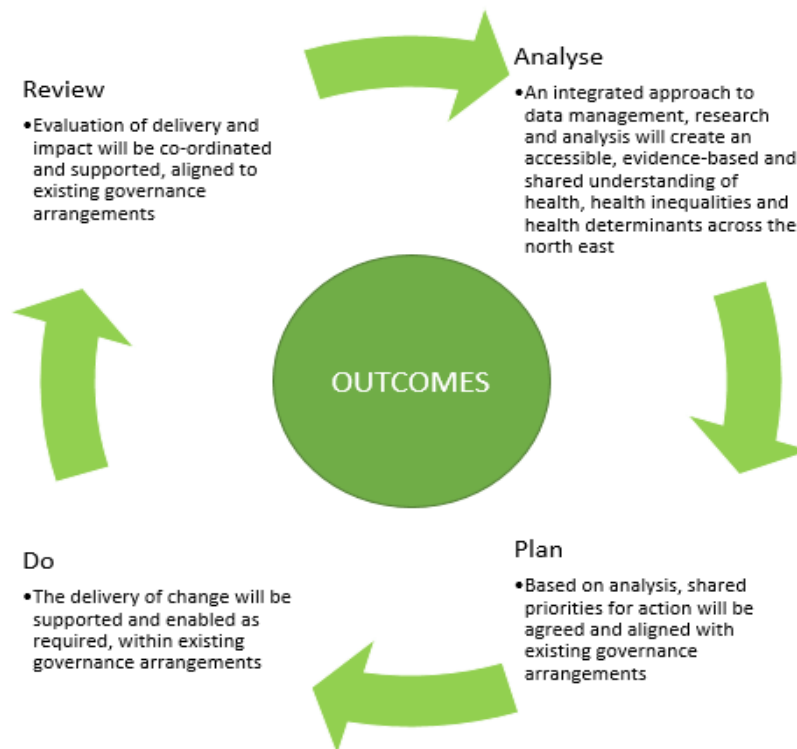 Analyse
•An integrated approach to
data management, research
and analysis will create an
accessible, evidence-based and
shared understanding of
health, health inequalities and
health determinants across the
north east
Review
•Evaluation of delivery and
impact will be co-ordinated
and supported, aligned to
existing governance
arrangements
OUTCOMES
Plan
•Based on analysis, shared
priorities for action will be
agreed and aligned with
existing governance
arrangements
Do
•The delivery of change will be
supported and enabled as
required, within existing
governance arrangements